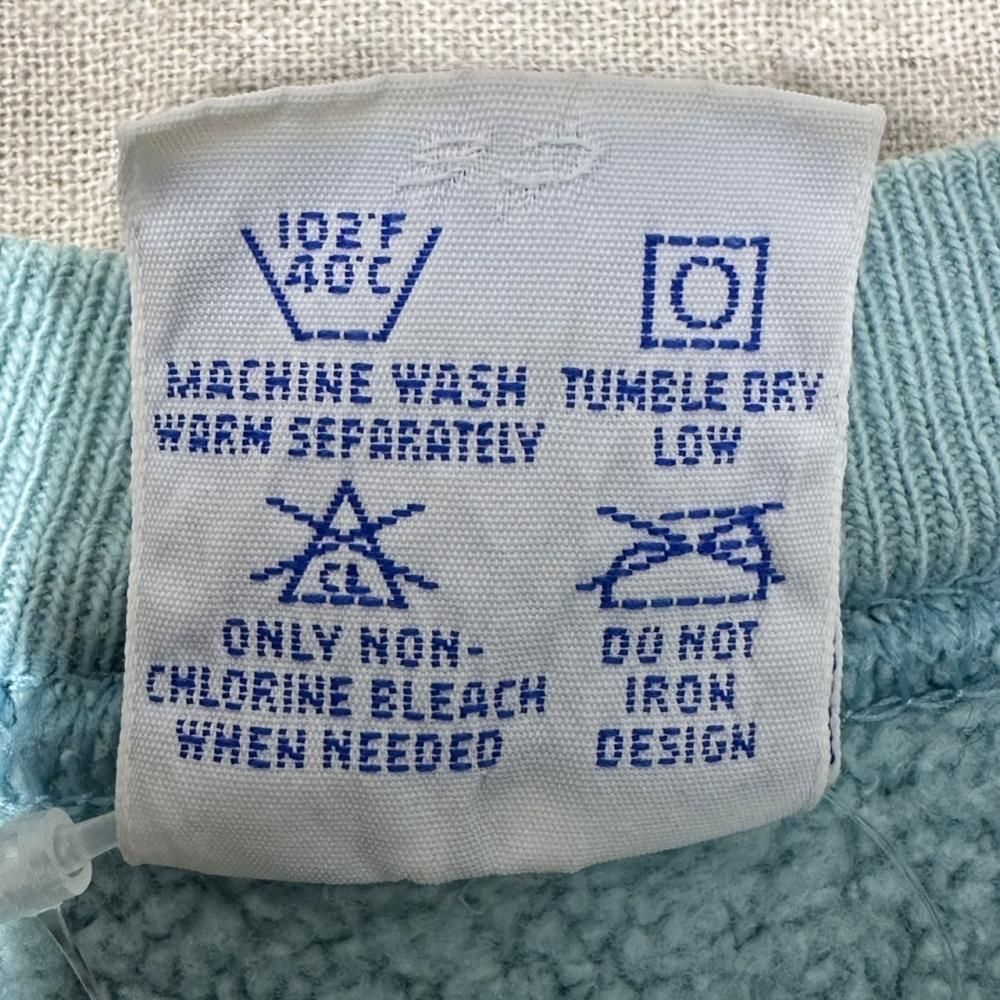 102°F
40°C
MACHINE WASH
WARM SEPARATELY
TUMBLE DRY
LOW
CL
ONLY NON-
CHLORINE BLEACH
WHEN NEEDED
DO NOT
IRON
DESIGN